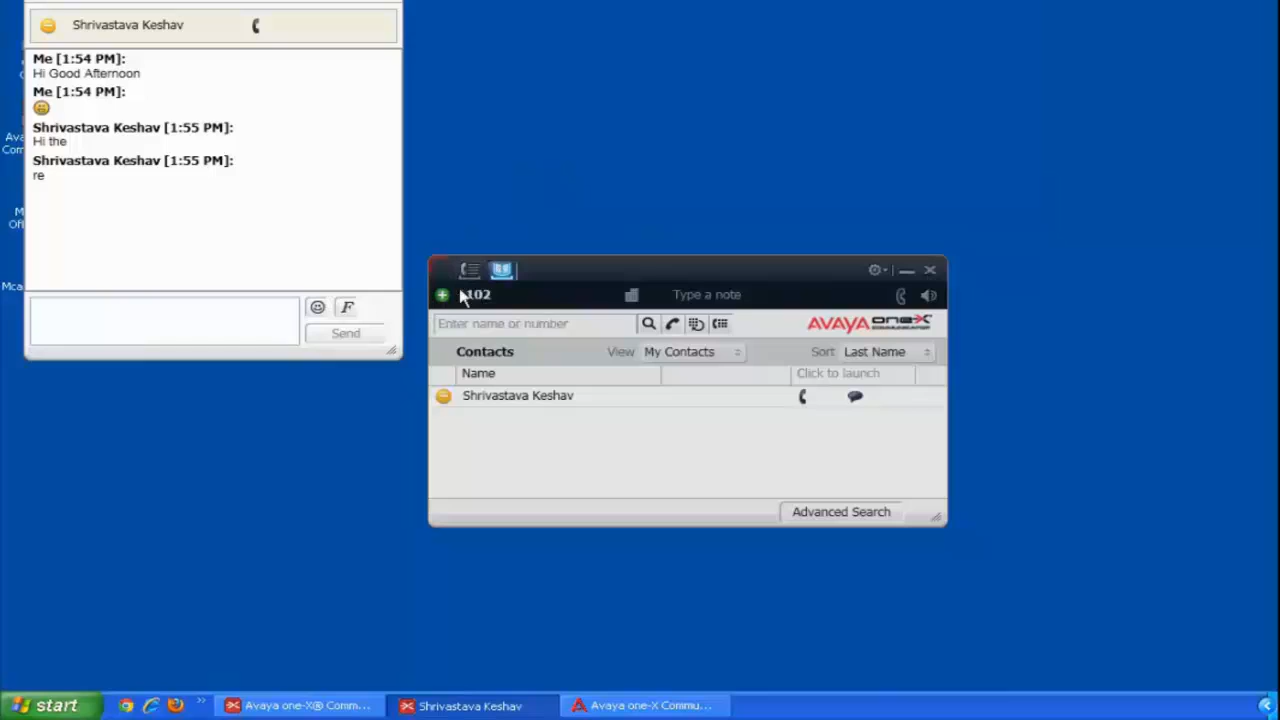 Shrivastava Keshav
Me [1:54 PM]:
Hi Good Afternoon
Me [1:54 PM]:
Shrivastava Keshav [1:55 PM]:
Hi the
Shrivastava Keshav [1:55 PM]:
re
F
Send
102
Type a note
Enter name or number
AVAYA one-X
COMMUNICATOR
Contacts
View My Contacts
Sort Last Name
Name
Click to launch
Shrivastava Keshav
Advanced Search
start
Avaya one-X® Comm...
Shrivastava Keshav
Avaya one-X Commu...